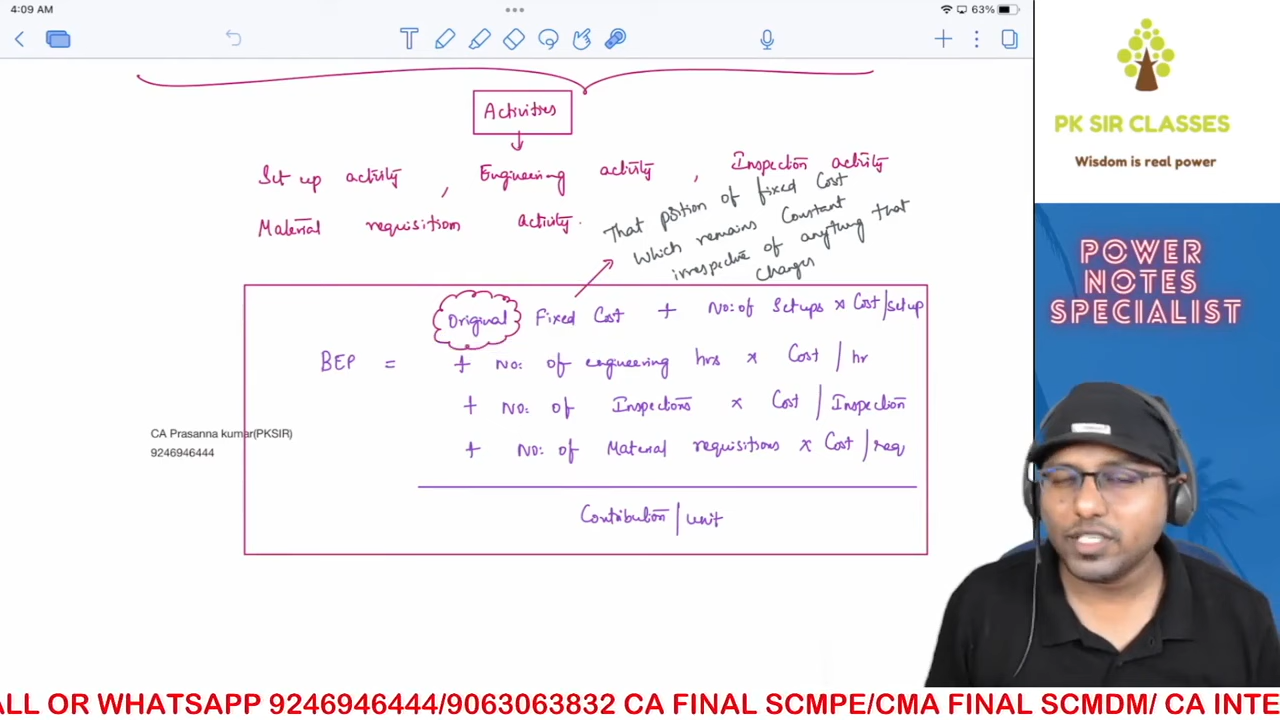 4:09 AM
63%
Activities
Set up activity , Engineering activity , Inspection activity
Material requisition activity.
That portion of fixed Cost
Which remains Constant
irrespective of anything that
changes
Original Fixed Cost + No: of Setups x Cost/setup
BEP = + No: of engineering hrs x Cost / hr
+ No: of Inspections x Cost / Inspection
+ No: of Material requisitions x Cost / req
Contribution / unit
CA Prasanna kumar(PKSIR)
9246946444
PK SIR CLASSES
Wisdom is real power
POWER
NOTES
SPECIALIST
ALL OR WHATSAPP 9246946444/9063063832 CA FINAL SCMPE/CMA FINAL SCMDM/ CA INTE